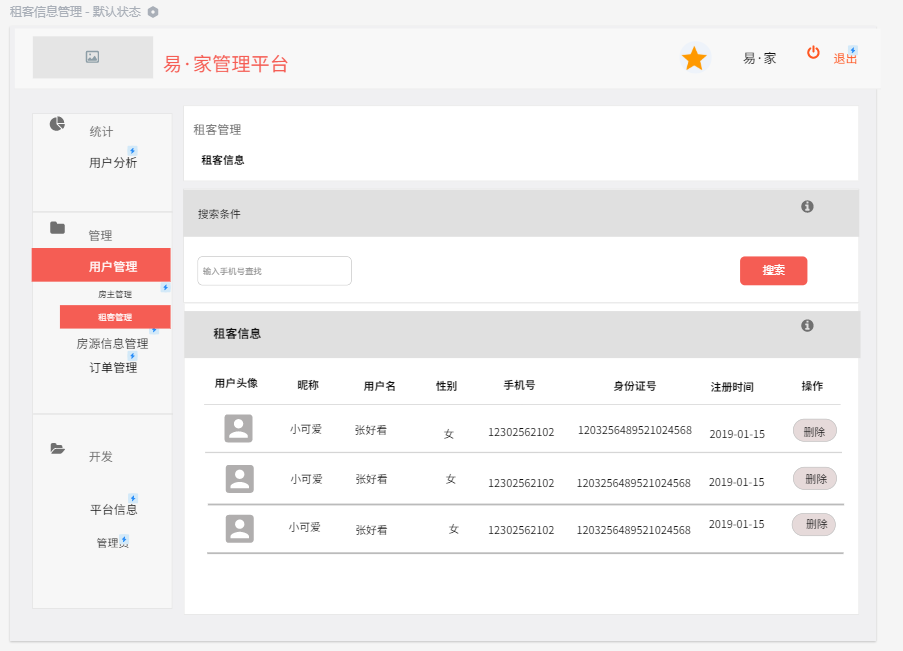 租客信息管理 - 默认状态
易·家管理平台
易·家
退出
统计
用户分析
管理
用户管理
房主管理
租客管理
房源信息管理
订单管理
开发
平台信息
管理员
租客管理
租客信息
搜索条件
输入手机号查找
搜索
租客信息
用户头像 昵称 用户名 性别 手机号 身份证号 注册时间 操作
小可爱 张好看 女 12302562102 1203256489521024568 2019-01-15 删除
小可爱 张好看 女 12302562102 1203256489521024568 2019-01-15 删除
小可爱 张好看 女 12302562102 1203256489521024568 2019-01-15 删除